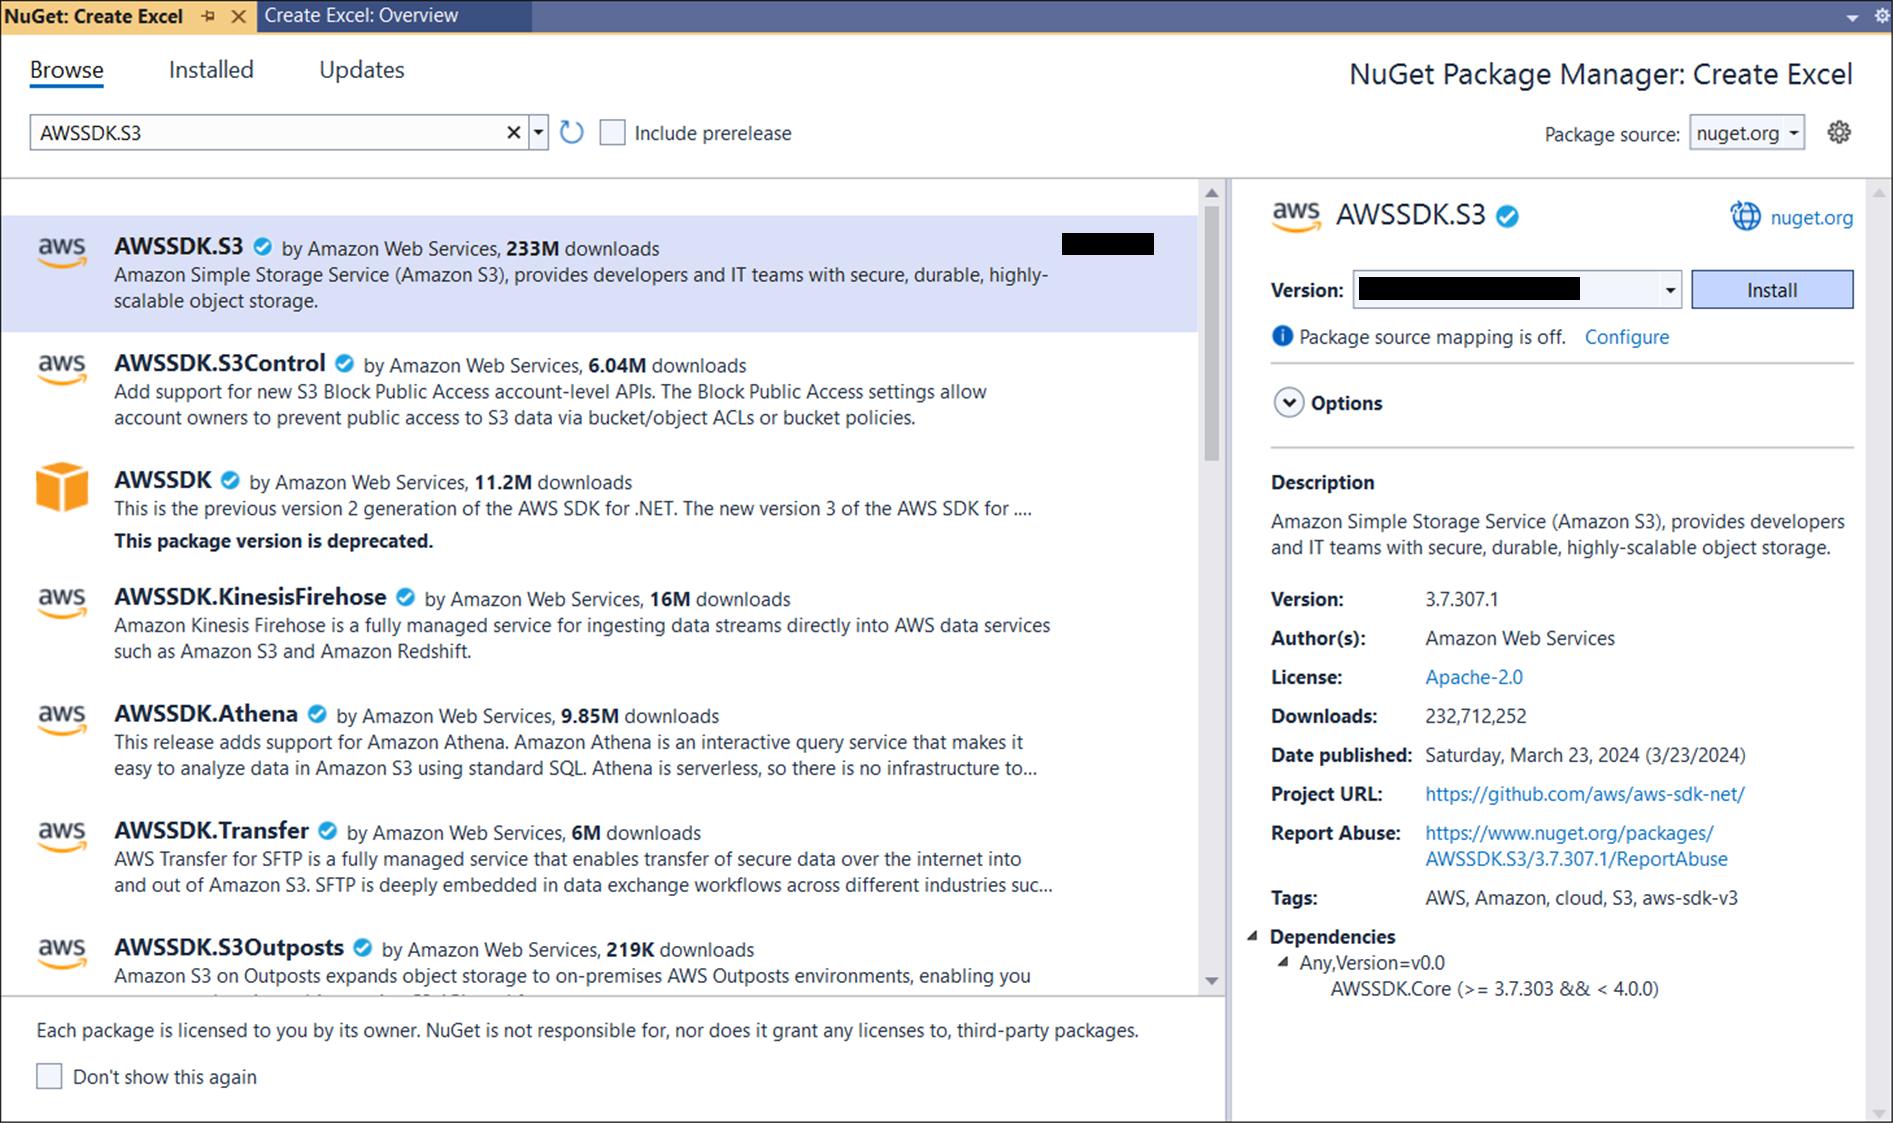 NuGet: Create Excel
Create Excel: Overview
Browse
Installed
Updates
NuGet Package Manager: Create Excel
AWSSDK.S3
Include prerelease
Package source: nuget.org
aws
AWSSDK.S3 by Amazon Web Services, 233M downloads
Amazon Simple Storage Service (Amazon S3), provides developers and IT teams with secure, durable, highly-
scalable object storage.
aws
AWSSDK.S3Control by Amazon Web Services, 6.04M downloads
Add support for new S3 Block Public Access account-level APIs. The Block Public Access settings allow
account owners to prevent public access to S3 data via bucket/object ACLs or bucket policies.
AWSSDK by Amazon Web Services, 11.2M downloads
This is the previous version 2 generation of the AWS SDK for .NET. The new version 3 of the AWS SDK for ....
This package version is deprecated.
aws
AWSSDK.KinesisFirehose by Amazon Web Services, 16M downloads
Amazon Kinesis Firehose is a fully managed service for ingesting data streams directly into AWS data services
such as Amazon S3 and Amazon Redshift.
aws
AWSSDK.Athena by Amazon Web Services, 9.85M downloads
This release adds support for Amazon Athena. Amazon Athena is an interactive query service that makes it
easy to analyze data in Amazon S3 using standard SQL. Athena is serverless, so there is no infrastructure to...
aws
AWSSDK.Transfer by Amazon Web Services, 6M downloads
AWS Transfer for SFTP is a fully managed service that enables transfer of secure data over the internet into
and out of Amazon S3. SFTP is deeply embedded in data exchange workflows across different industries suc...
aws
AWSSDK.S3Outposts by Amazon Web Services, 219K downloads
Amazon S3 on Outposts expands object storage to on-premises AWS Outposts environments, enabling you
Each package is licensed to you by its owner. NuGet is not responsible for, nor does it grant any licenses to, third-party packages.
Don't show this again
aws
AWSSDK.S3
nuget.org
Version:
Install
Package source mapping is off. Configure
Options
Description
Amazon Simple Storage Service (Amazon S3), provides developers
and IT teams with secure, durable, highly-scalable object storage.
Version: 3.7.307.1
Author(s): Amazon Web Services
License: Apache-2.0
Downloads: 232,712,252
Date published: Saturday, March 23, 2024 (3/23/2024)
Project URL: https://github.com/aws/aws-sdk-net/
Report Abuse: https://www.nuget.org/packages/
AWSSDK.S3/3.7.307.1/ReportAbuse
Tags: AWS, Amazon, cloud, S3, aws-sdk-v3
Dependencies
Any,Version=v0.0
AWSSDK.Core (>= 3.7.303 && < 4.0.0)